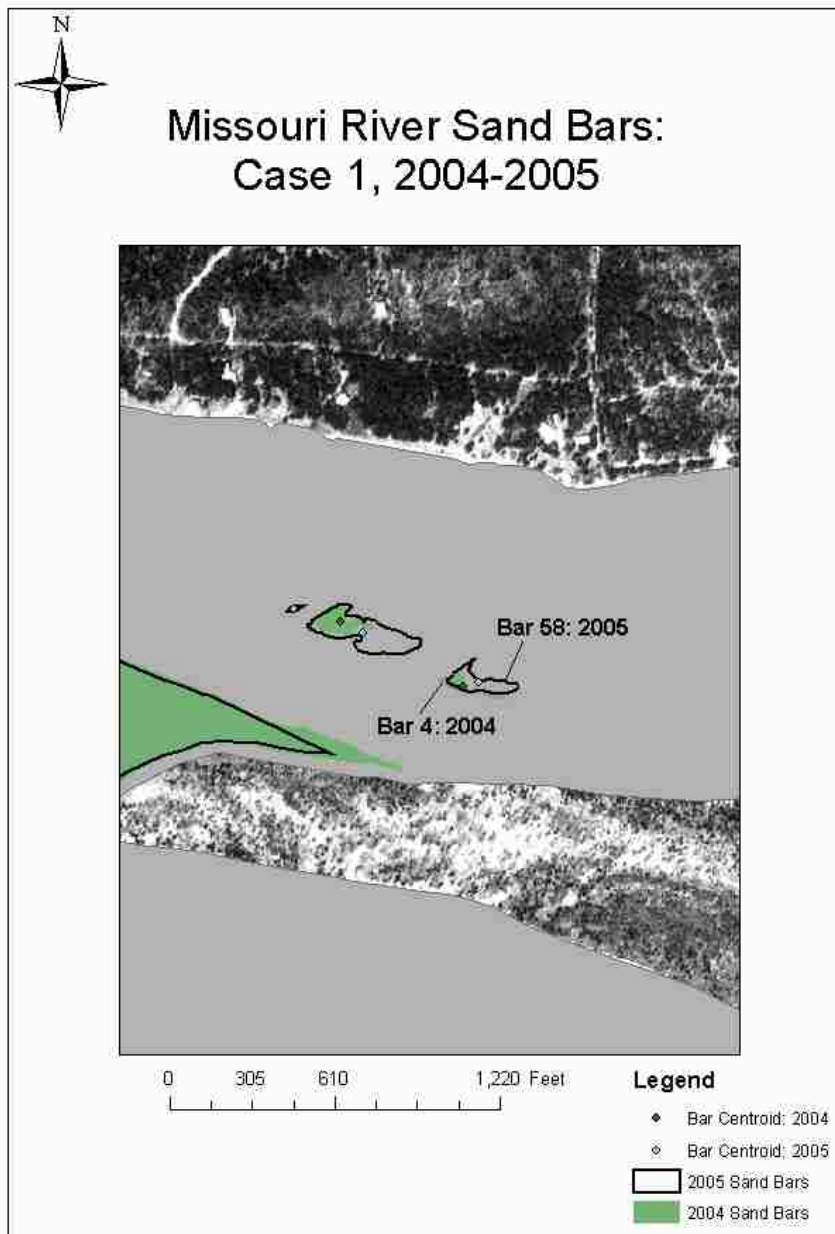 N
Missouri River Sand Bars:
Case 1, 2004-2005
Bar 58: 2005
Bar 4: 2004
0 305 610 1,220 Feet
Legend
Bar Centroid: 2004
Bar Centroid: 2005
2005 Sand Bars
2004 Sand Bars